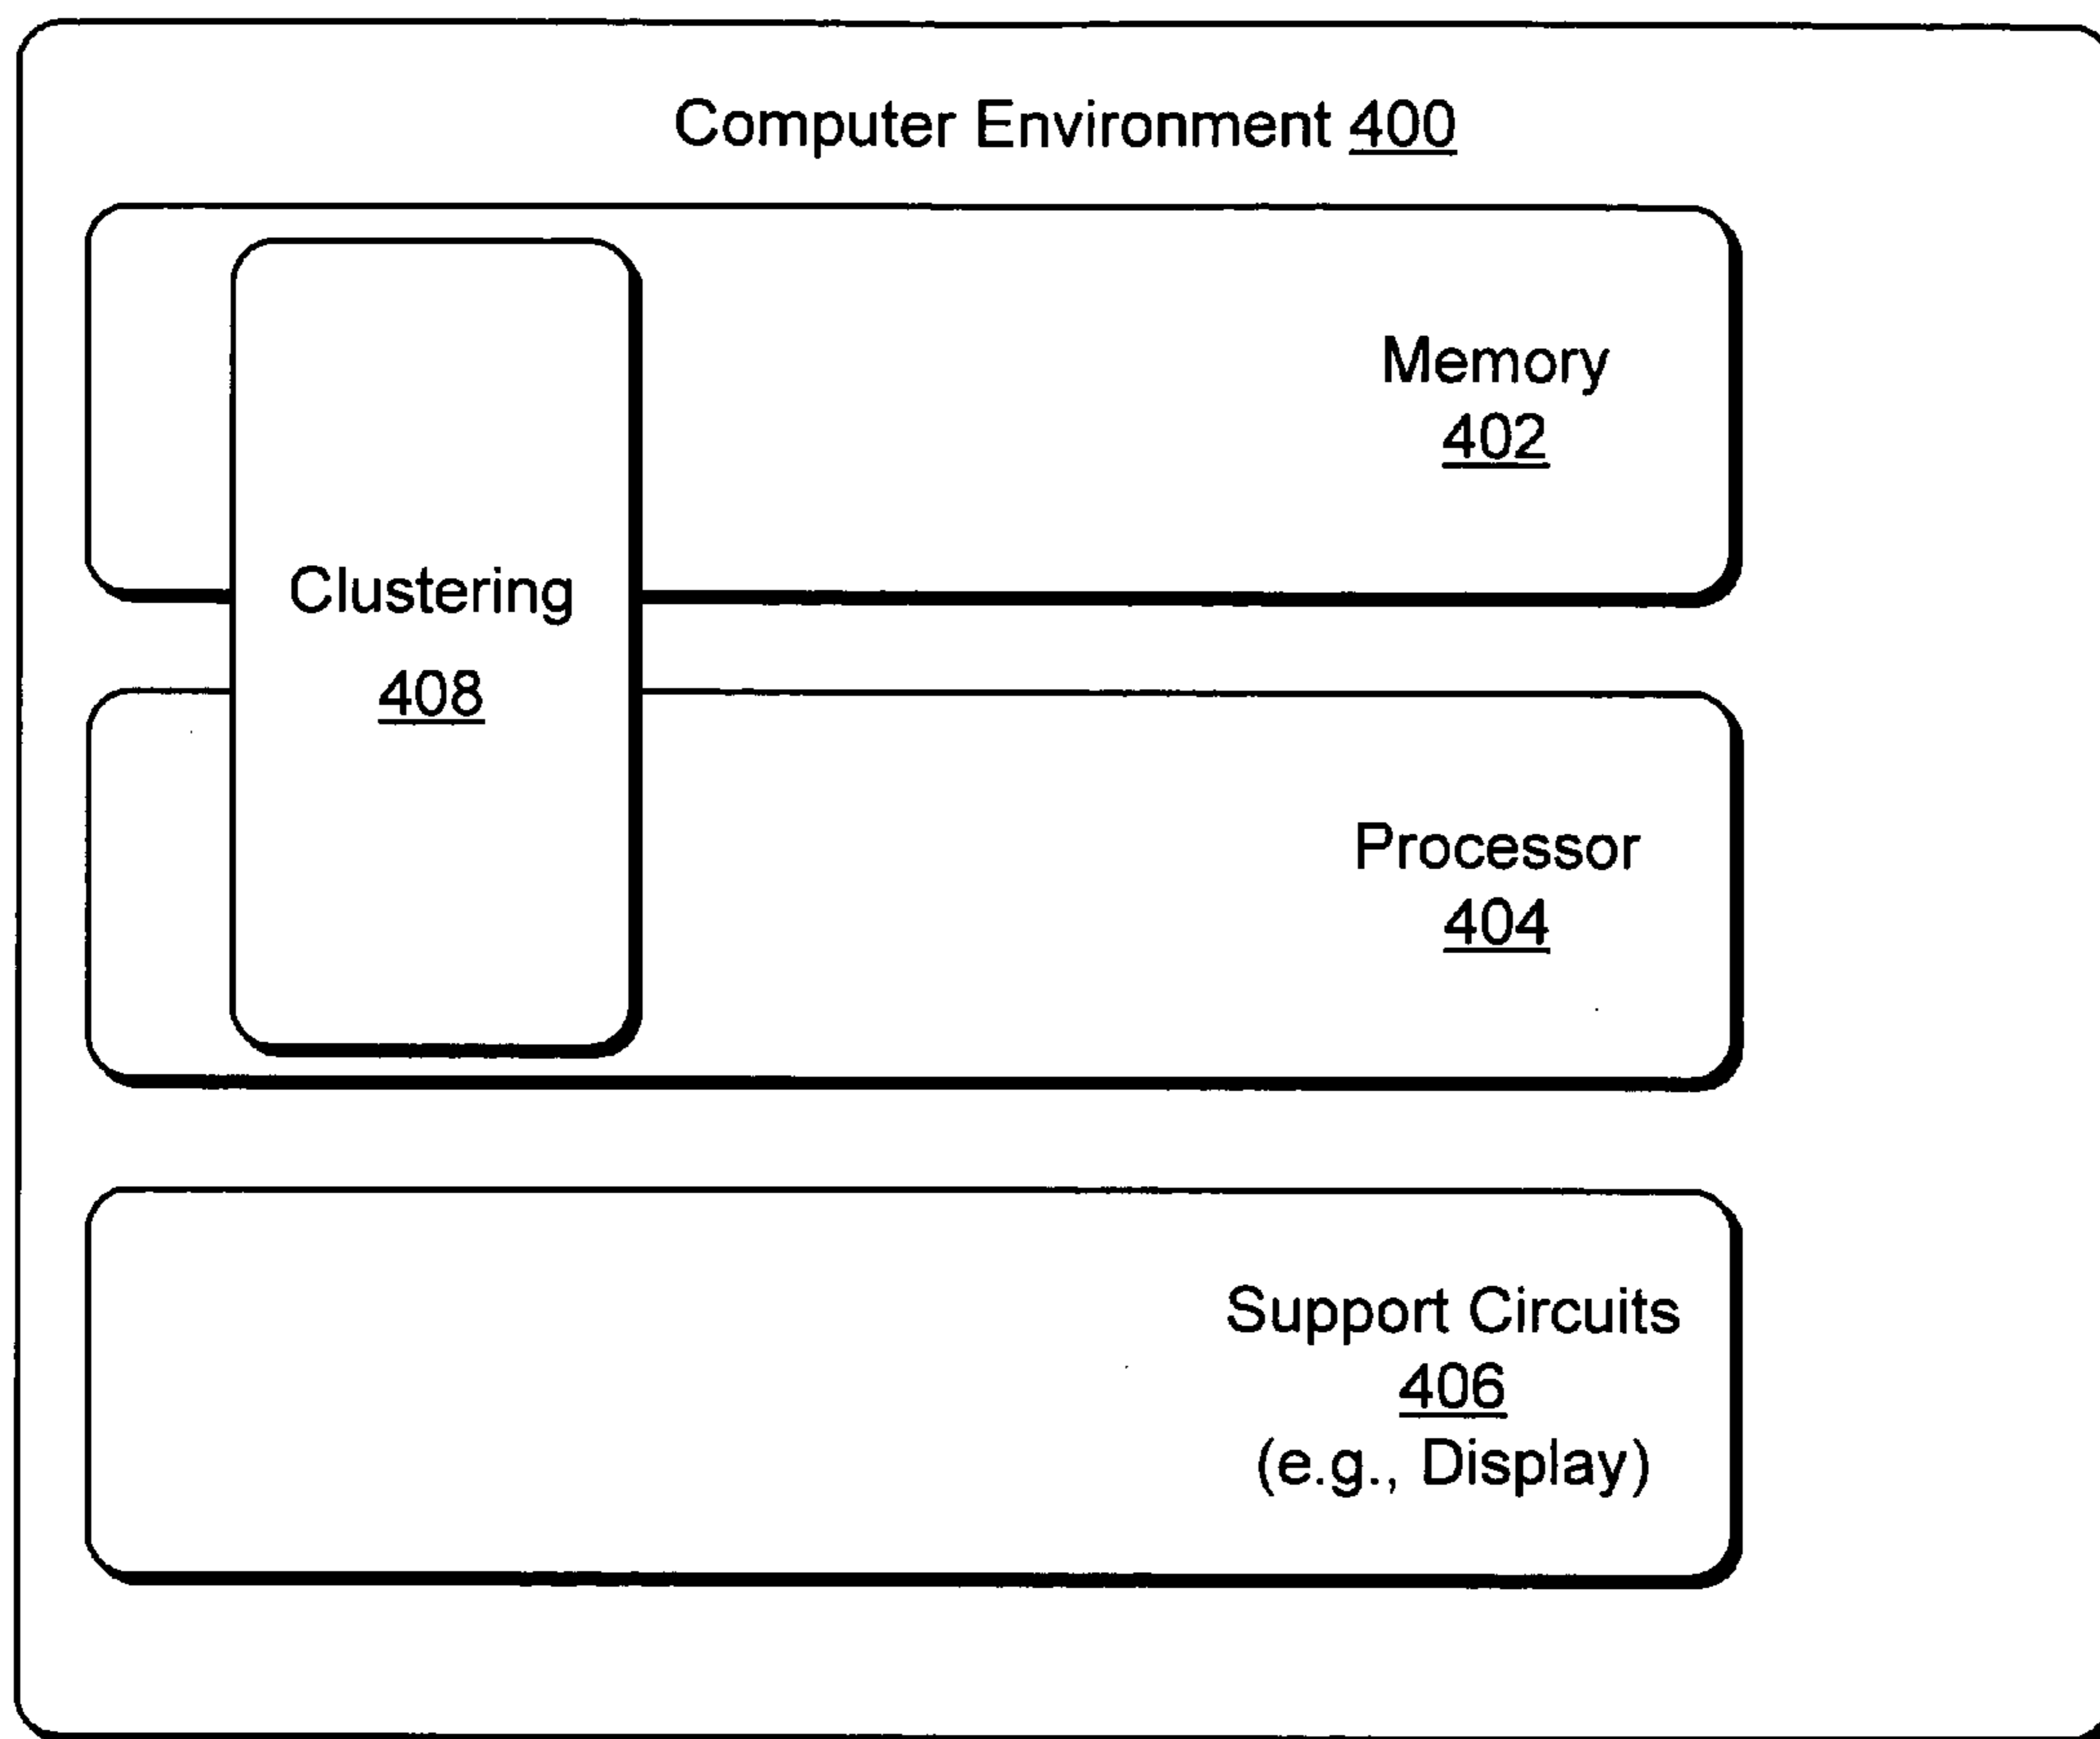 Computer Environment 400
Memory
402
Clustering
408
Processor
404
Support Circuits
406
(e.g., Display)